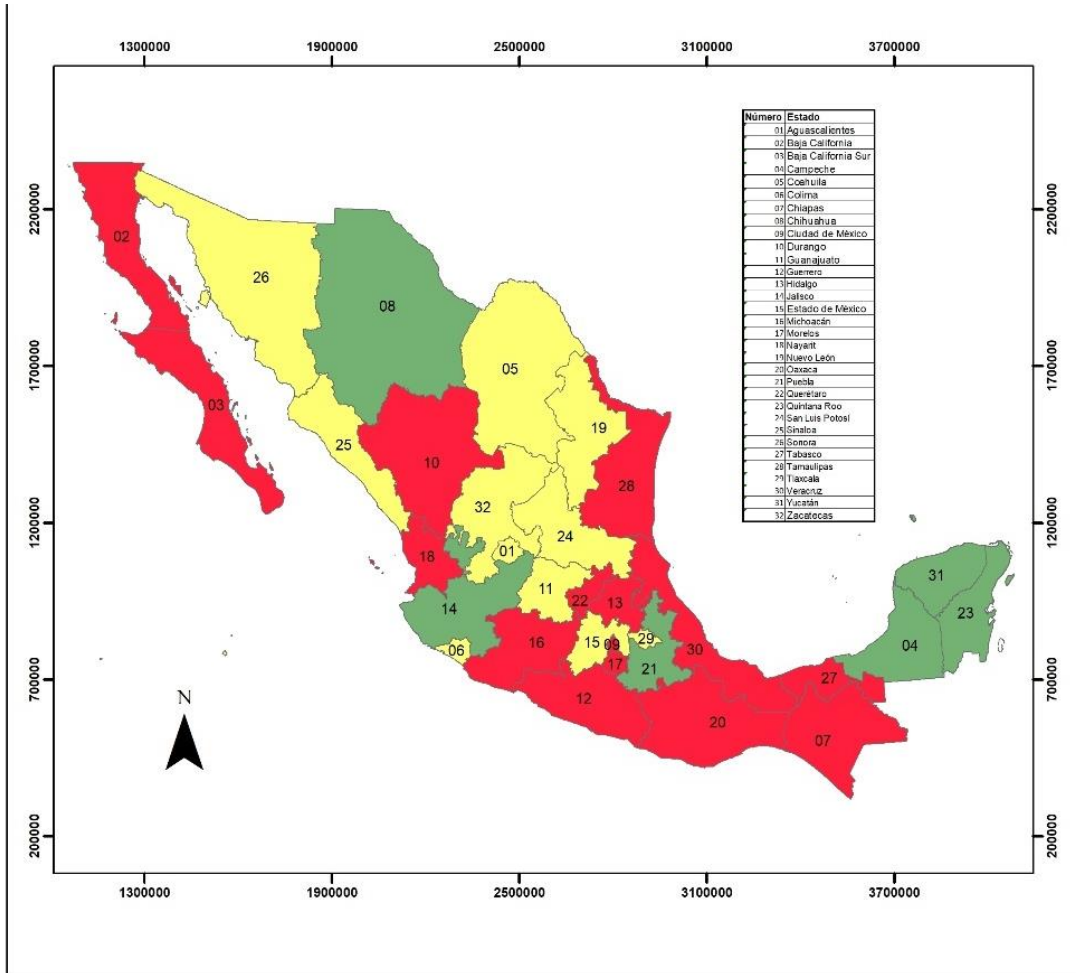 1300000 1900000 2500000 3100000 3700000
Número Estado
01 Aguascalientes
02 Baja California
03 Baja California Sur
04 Campeche
05 Coahuila
06 Colima
07 Chiapas
08 Chihuahua
09 Ciudad de México
10 Durango
11 Guanajuato
12 Guerrero
13 Hidalgo
14 Jalisco
15 Estado de México
16 Michoacán
17 Morelos
18 Nayarit
19 Nuevo León
20 Oaxaca
21 Puebla
22 Querétaro
23 Quintana Roo
24 San Luis Potosí
25 Sinaloa
26 Sonora
27 Tabasco
28 Tamaulipas
29 Tlaxcala
30 Veracruz
31 Yucatán
32 Zacatecas
2200000
2200000
02
26
08
1700000
05
1700000
03
19
25
10
28
32
1200000
24
1200000
01
18
31
11
14
22
13
23
15
09
29
16
04
06
30
17
21
27
700000
700000
N
12
20
07
200000
200000
1300000 1900000 2500000 3100000 3700000